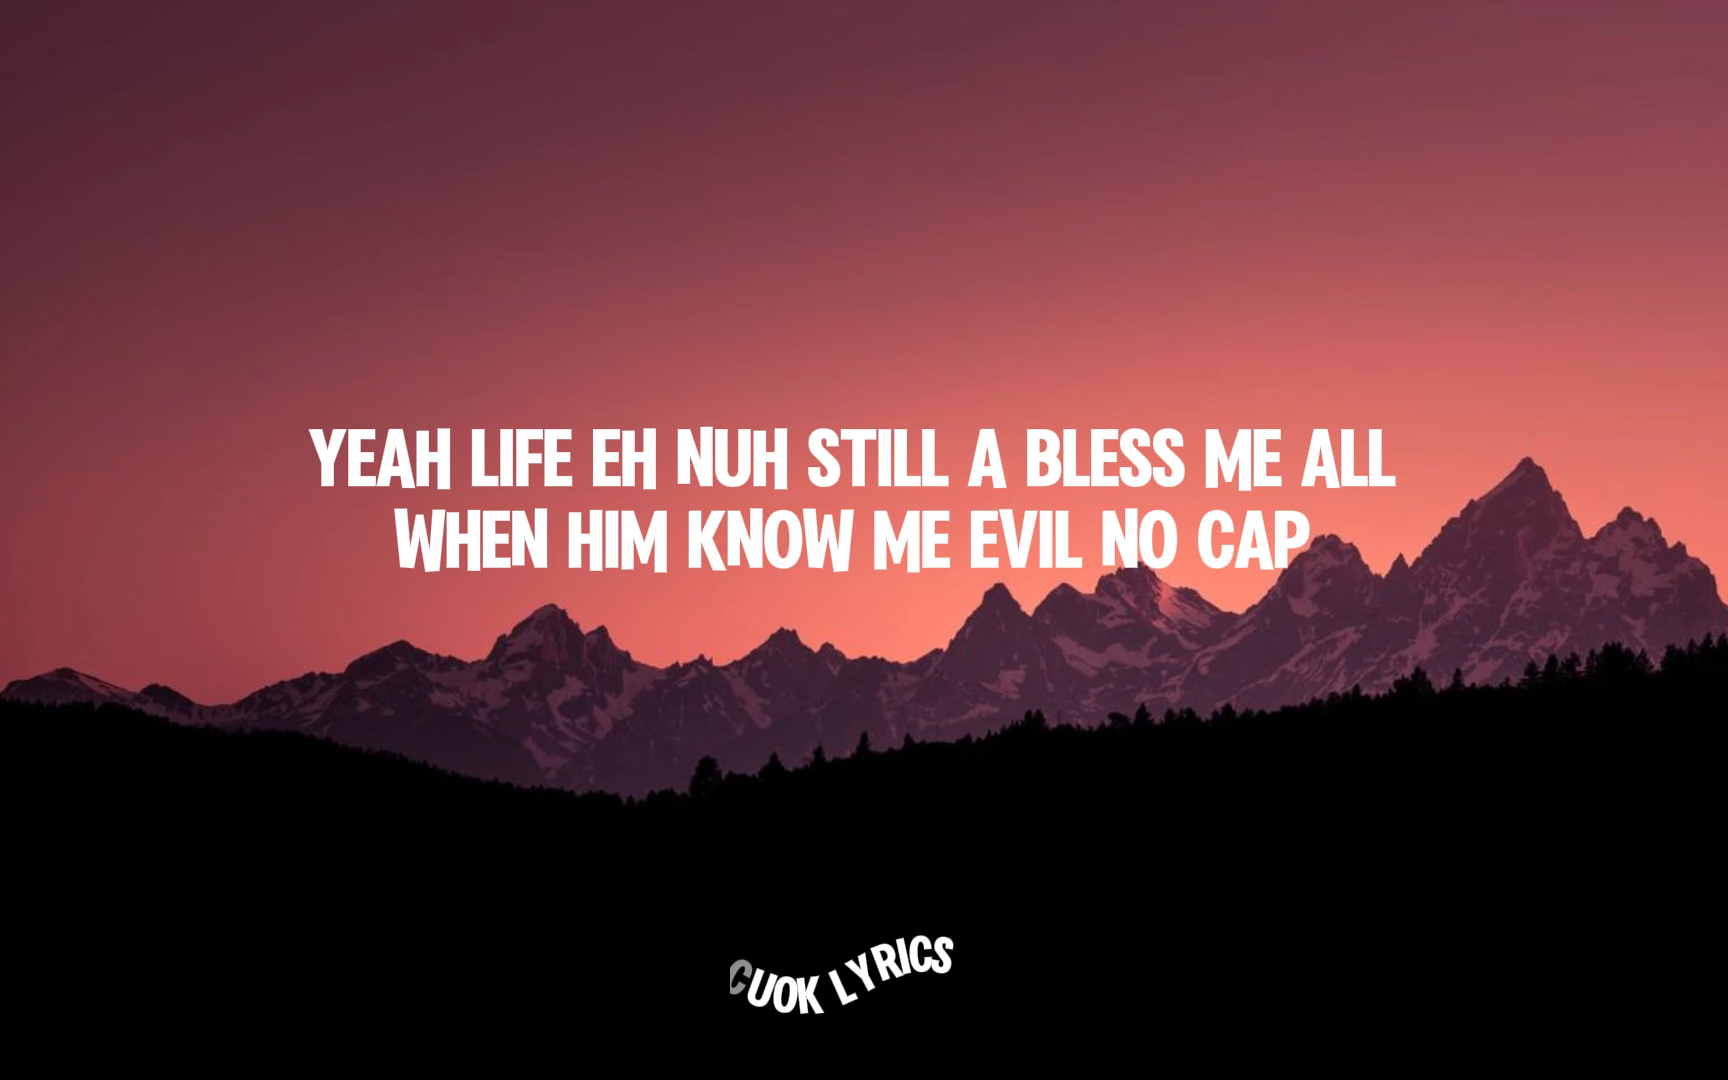 YEAH LIFE EH NUH STILL A BLESS ME ALL
WHEN HIM KNOW ME EVIL NO CAP
CUOK LYRICS